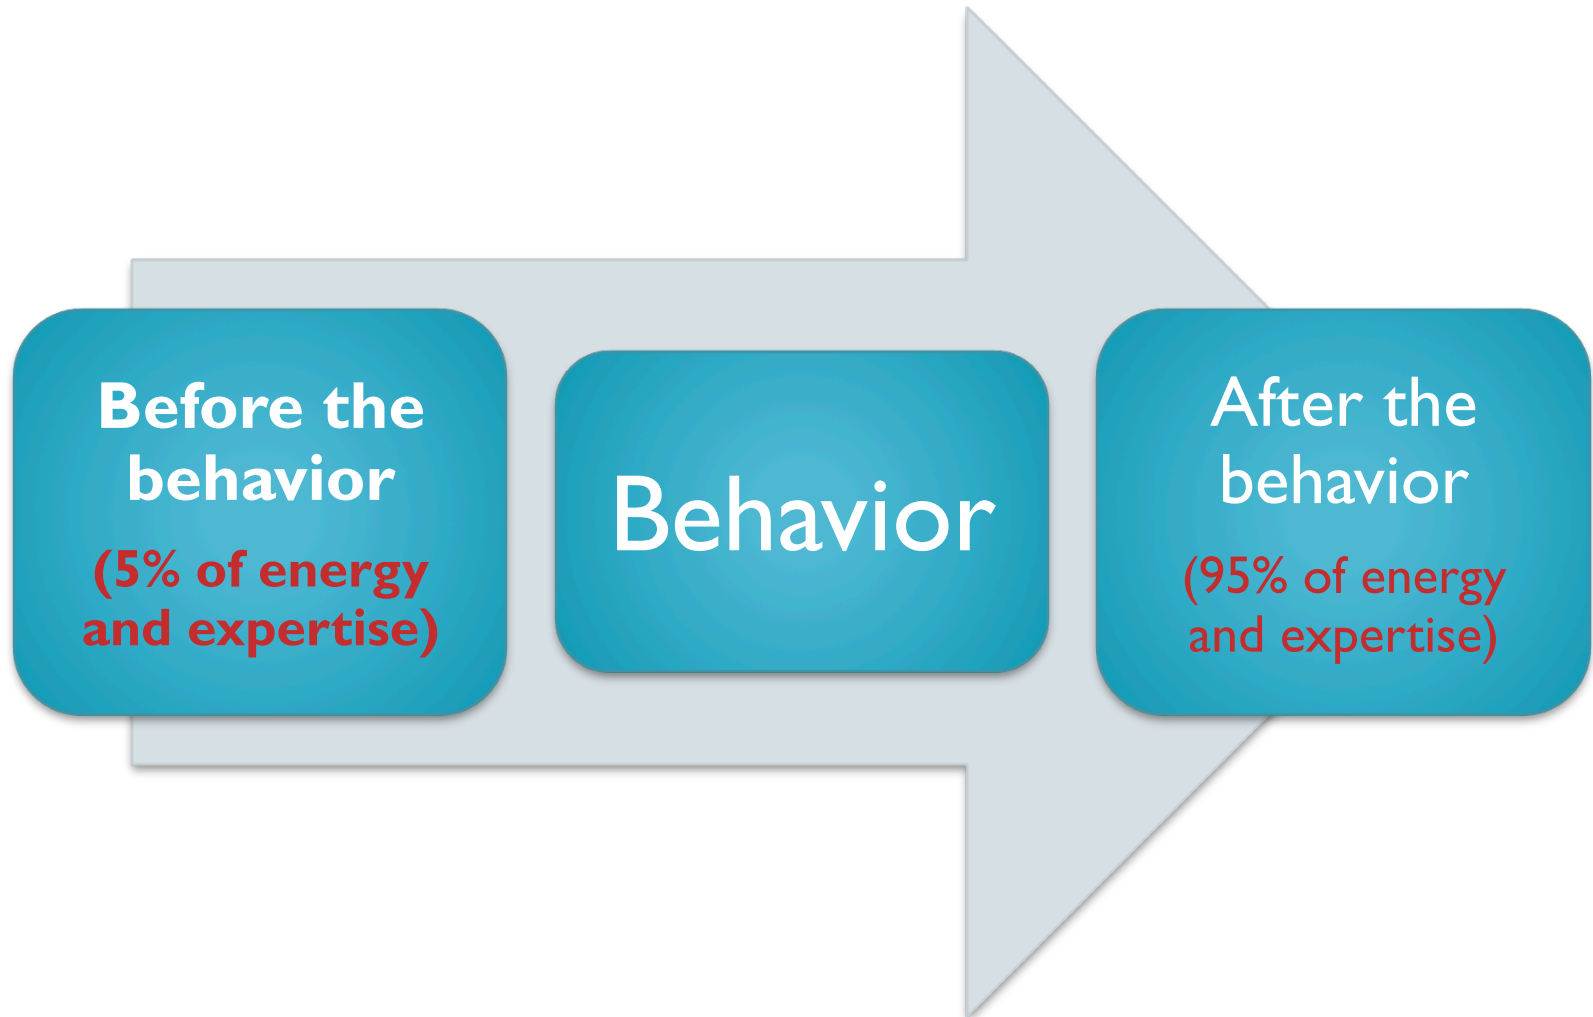 Before the
behavior
(5% of energy
and expertise)
Behavior
After the
behavior
(95% of energy
and expertise)